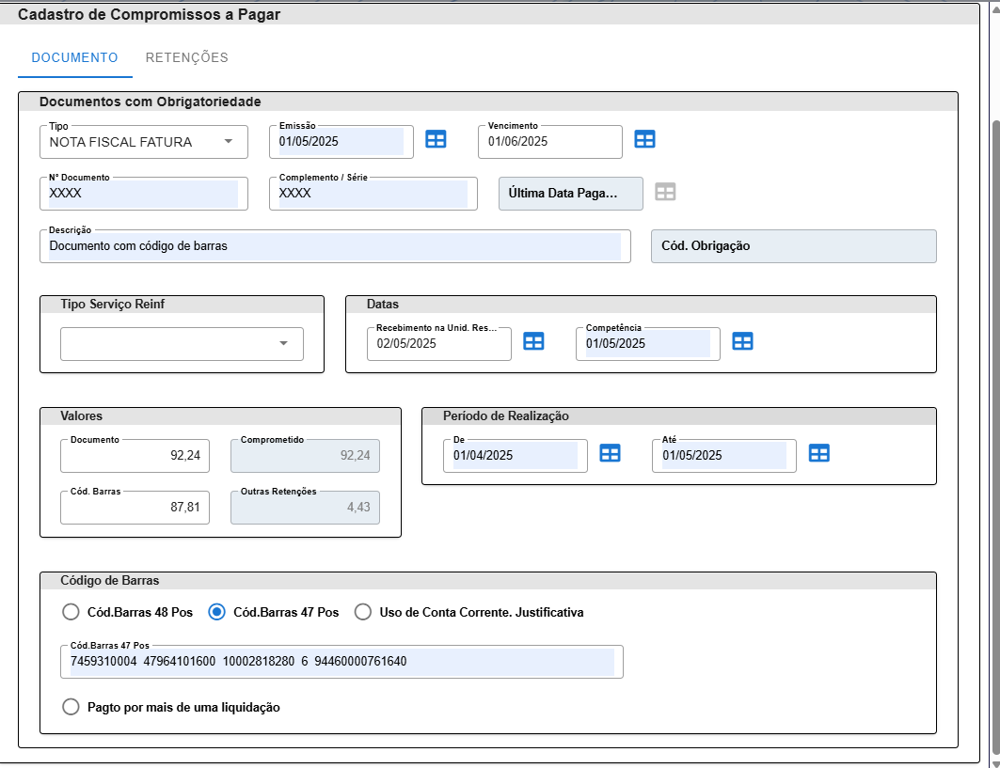 Cadastro de Compromissos a Pagar
DOCUMENTO RETENÇÕES
Documentos com Obrigatoriedade
Tipo Emissão Vencimento
NOTA FISCAL FATURA 01/05/2025 01/06/2025
N° Documento Complemento / Série
XXXX XXXX Última Data Paga...
Descrição
Documento com código de barras Cód. Obrigação
Tipo Serviço Reinf Datas
Recebimento na Unid. Res... Competência
02/05/2025 01/05/2025
Valores Período de Realização
Documento Comprometido De Até
92,24 92,24 01/04/2025 01/05/2025
Cód. Barras Outras Retenções
87,81 4,43
Código de Barras
Cód.Barras 48 Pos Cód.Barras 47 Pos Uso de Conta Corrente. Justificativa
Cód.Barras 47 Pos
7459310004 47964101600 10002818280 6 94460000761640
Pagto por mais de uma liquidação